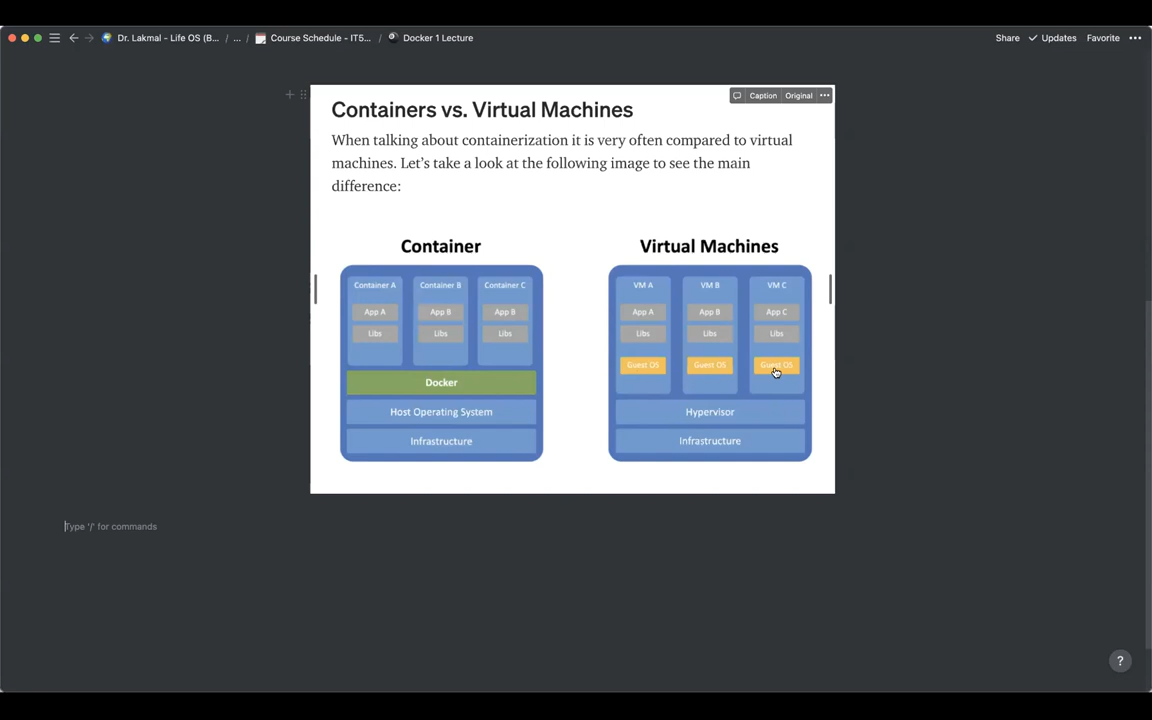 Dr. Lakmal - Life OS (B... / ... / Course Schedule - IT5... / Docker 1 Lecture
Share Updates Favorite
Caption Original
Containers vs. Virtual Machines
When talking about containerization it is very often compared to virtual
machines. Let's take a look at the following image to see the main
difference:
Container
Container A Container B Container C
App A App B App B
Libs Libs Libs
Docker
Host Operating System
Infrastructure
Virtual Machines
VM A VM B VM C
App A App B App C
Libs Libs Libs
Guest OS Guest OS Guest OS
Hypervisor
Infrastructure
Type '/' for commands
?